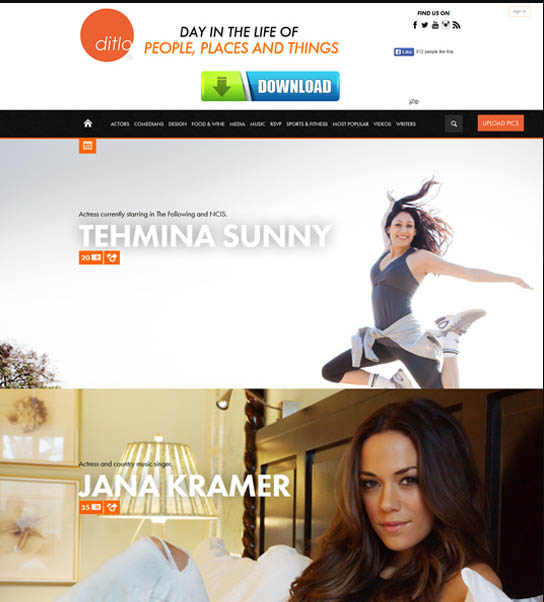 FIND US ON
sign in
ditlo
DAY IN THE LIFE OF
PEOPLE, PLACES AND THINGS
Like
people like this.
DOWNLOAD
jZip
ACTORS COMEDIANS DESIGN FOOD & WINE MEDIA MUSIC RSVP SPORTS & FITNESS MOST POPULAR VIDEOS WRITERS
UPLOAD PICS
Actress currently starring in The Following and NCIS.
TEHMINA SUNNY
20
Actress and country music singer,
JANA KRAMER
35